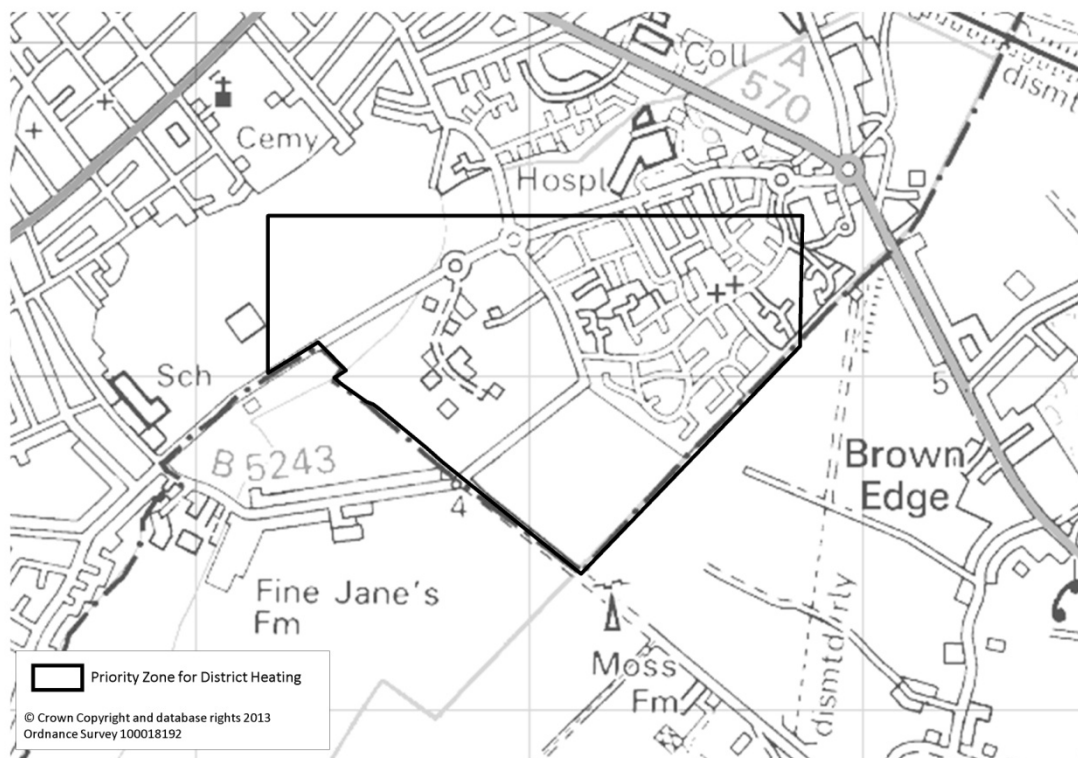 Coll
A
570
dismt
Cemy
Hospl
Sch
5
B 5243
Brown
Edge
4
Fine Jane's
Fm
dismtd rly
Moss
Fm
Priority Zone for District Heating
© Crown Copyright and database rights 2013
Ordnance Survey 100018192